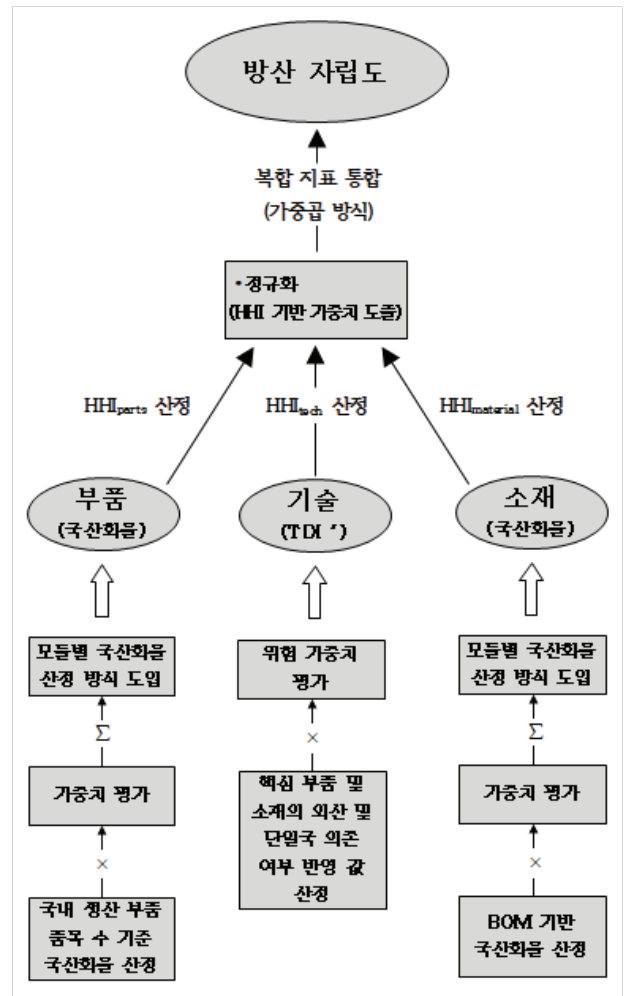 방산 자립도
복합 지표 통합
(가중곱 방식)
•정규화
(HHI 기반 가중치 도출)
HHIparts 산정
HHItech 산정
HHImaterial 산정
부품
(국산화율)
기술
(TDI ′)
소재
(국산화율)
모듈별 국산화율
산정 방식 도입
위험 가중치
평가
모듈별 국산화율
산정 방식 도입
Σ
×
Σ
가중치 평가
핵심 부품 및
소재의 외산 및
단일국 의존
여부 반영 값
산정
가중치 평가
×
×
국내 생산 부품
품목 수 기준
국산화율 산정
BOM 기반
국산화율 산정